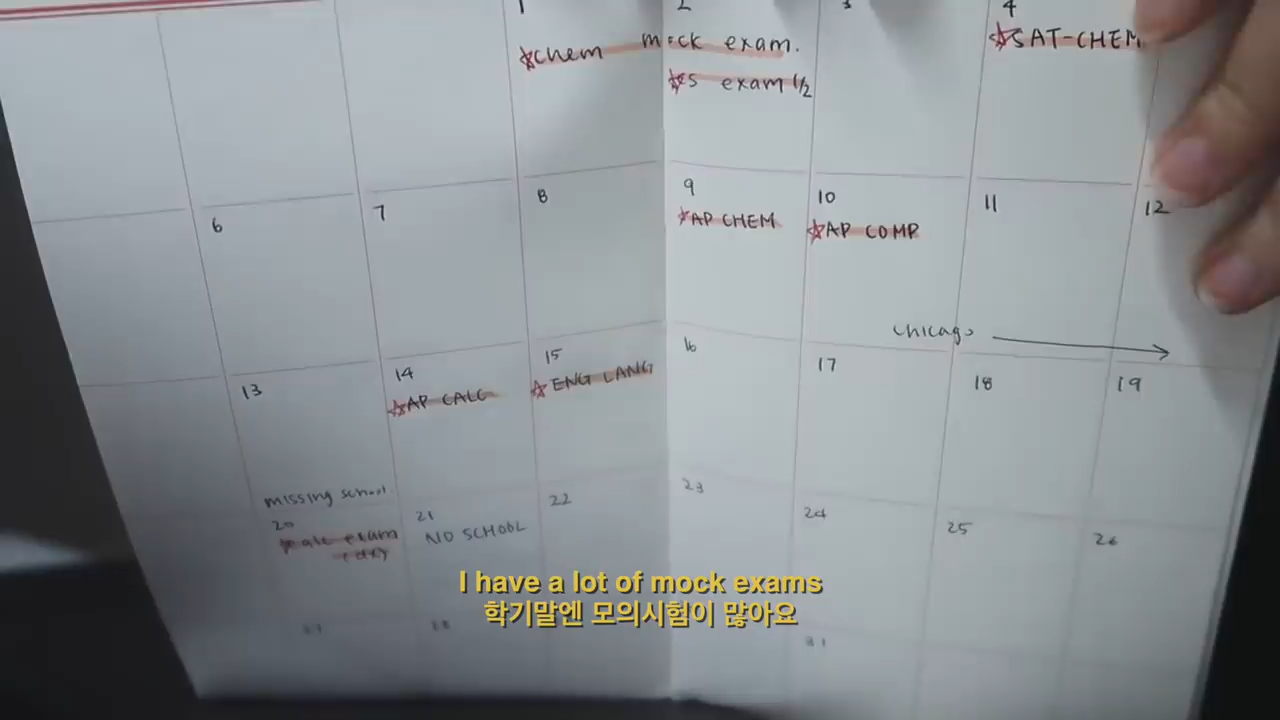 1
2
3
4
☆chem mock exam.
☆SAT-CHEM
exam 1/2
6
7
8
9
10
11
12
☆AP CHEM
☆AP COMP
chicago
13
14
15
16
17
18
19
☆AP CALC
☆ENG LANG
missing school.
20
21
22
23
24
25
26
exam
NO SCHOOL
I have a lot of mock exams
학기말엔 모의시험이 많아요
31